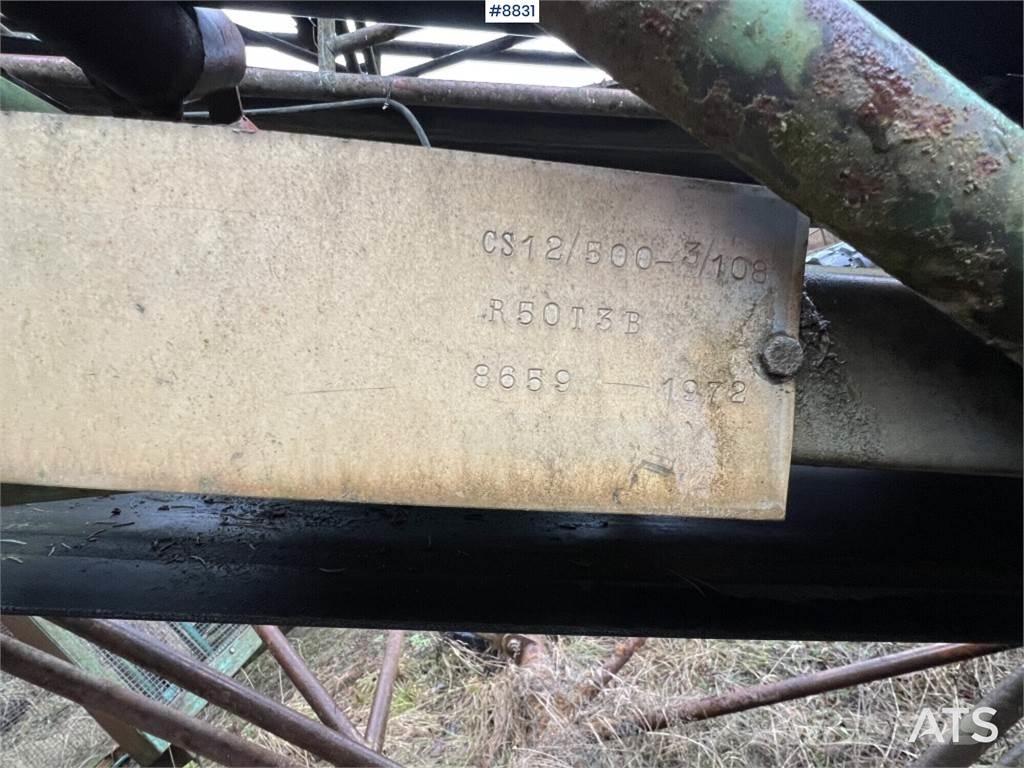 #8831
CS12/500-3/108
R50T3B
8659 — 1972
ATS